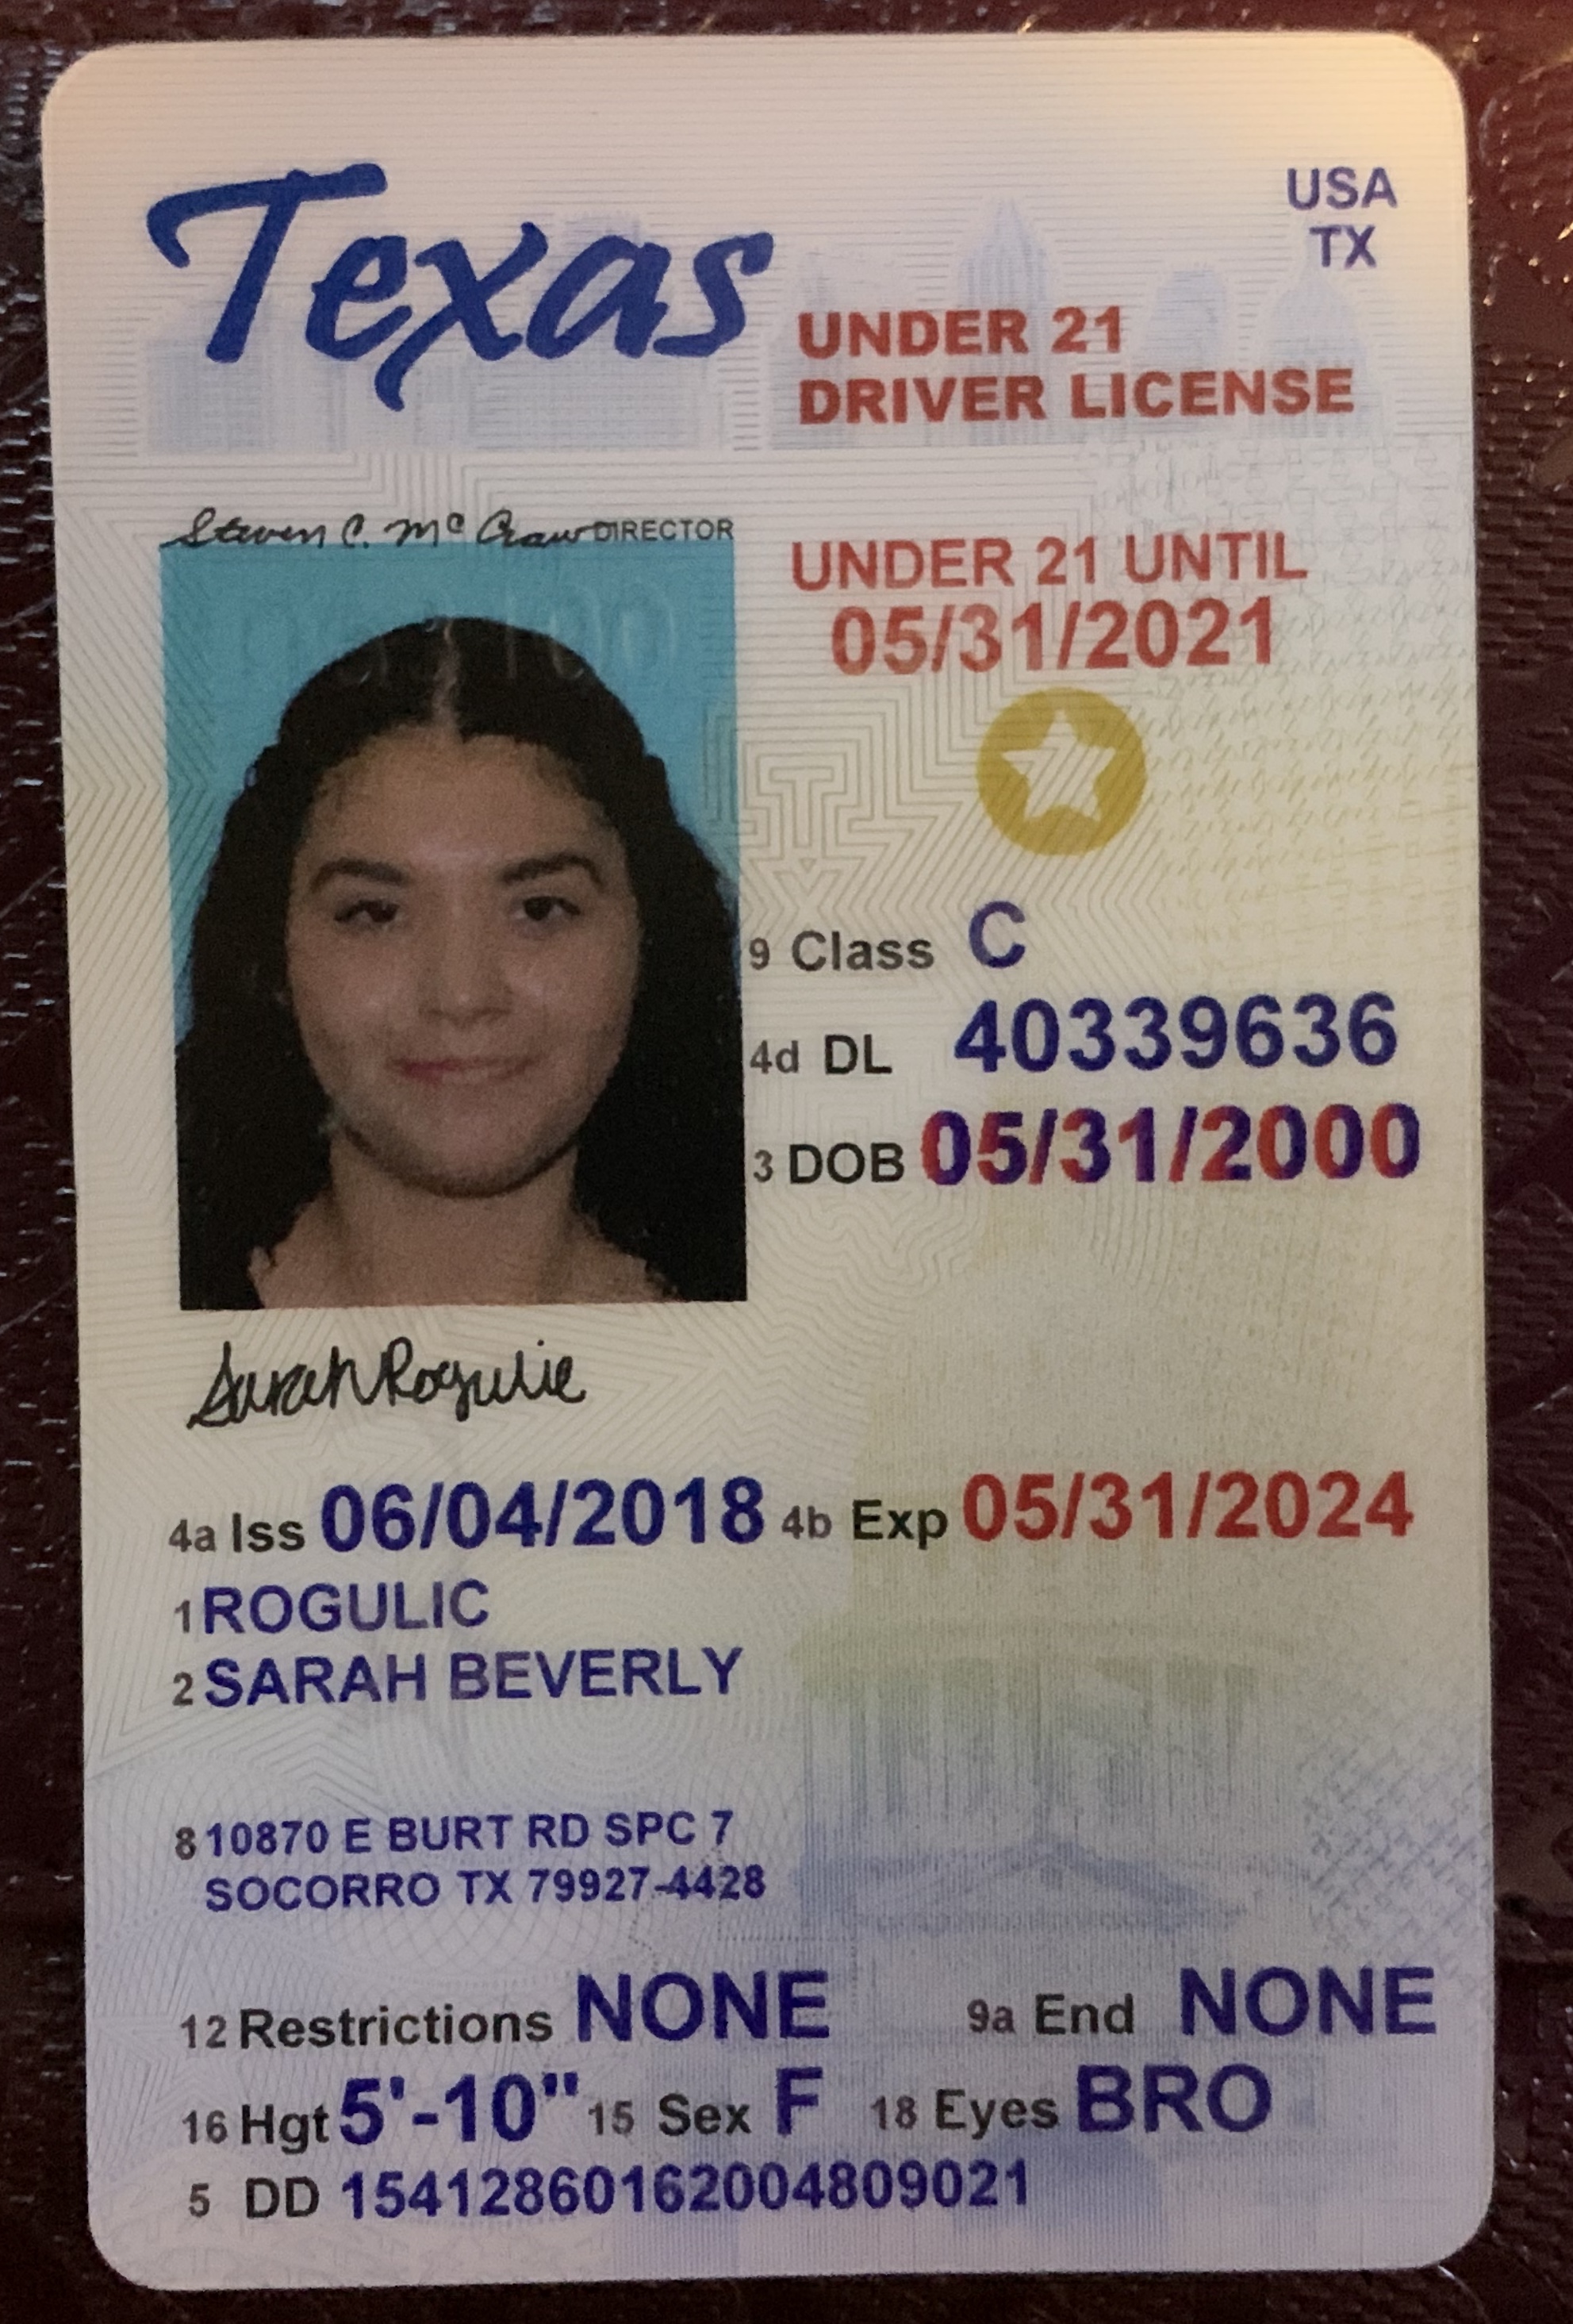 Texas
USA
TX
UNDER 21
DRIVER LICENSE
Steven C. McCraw DIRECTOR
UNDER 21 UNTIL
05/31/2021
9 Class C
4d DL 40339636
3 DOB 05/31/2000
Sarah Rogulic
4a Iss 06/04/2018 4b Exp 05/31/2024
1 ROGULIC
2 SARAH BEVERLY
8 10870 E BURT RD SPC 7
SOCORRO TX 79927-4428
12 Restrictions NONE 9a End NONE
16 Hgt 5'-10" 15 Sex F 18 Eyes BRO
5 DD 15412860162004809021